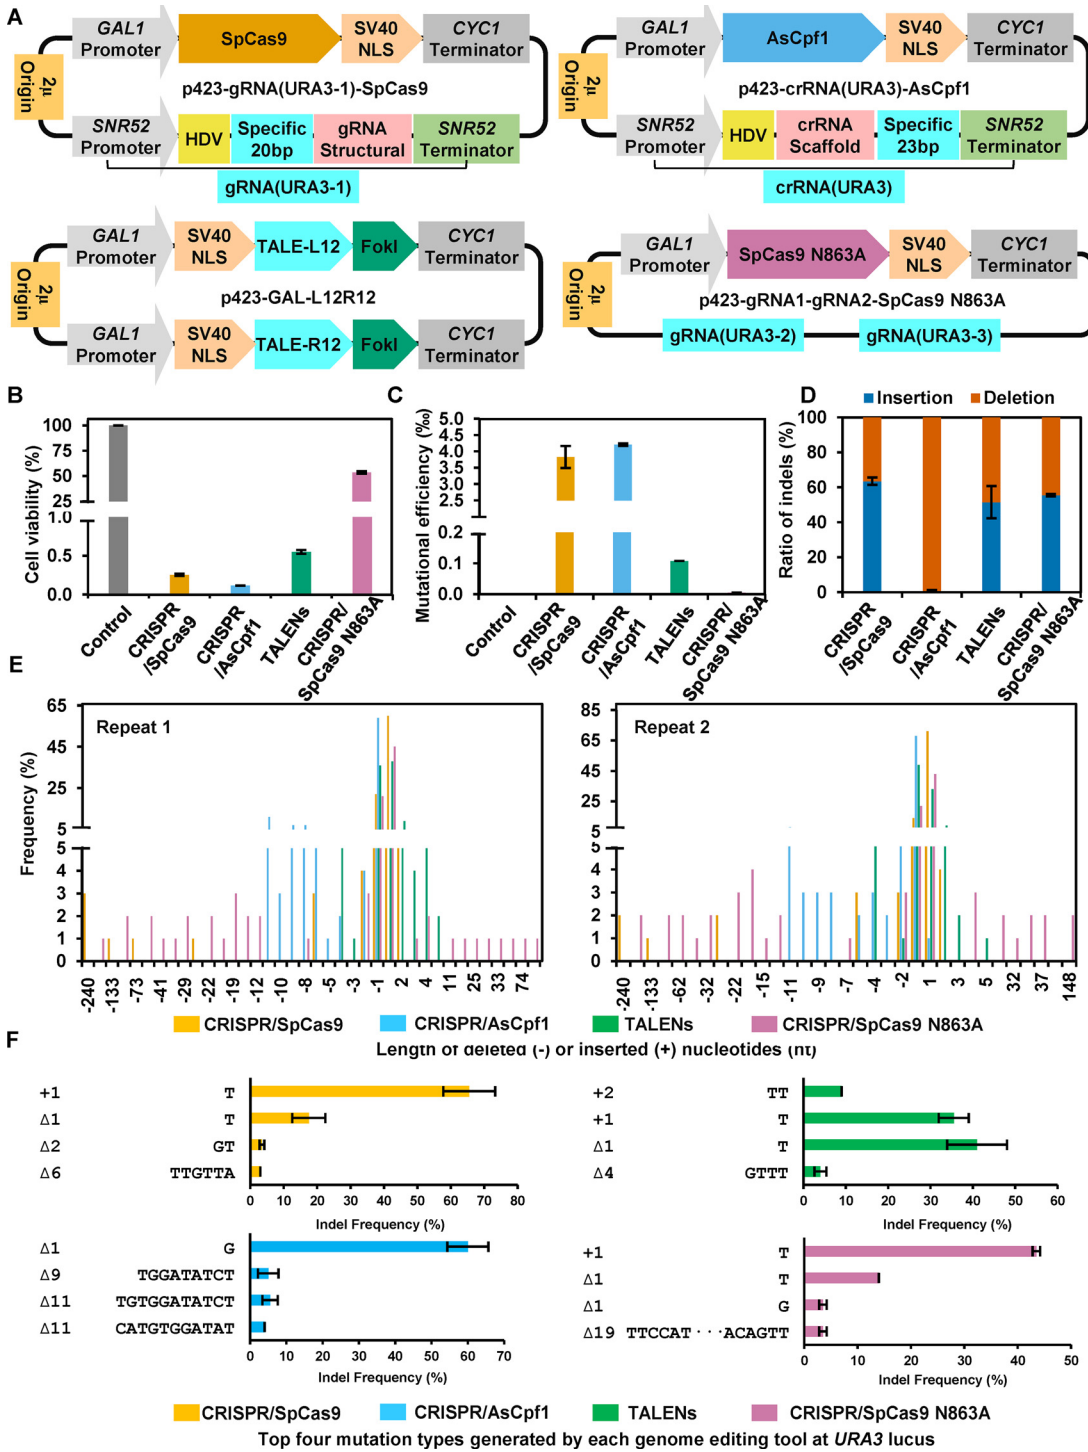 A
GAL1 Promoter
SpCas9
SV40 NLS
CYC1 Terminator
2μ Origin
p423-gRNA(URA3-1)-SpCas9
SNR52 Promoter
HDV
Specific 20bp
gRNA Structural
SNR52 Terminator
gRNA(URA3-1)
GAL1 Promoter
AsCpf1
SV40 NLS
CYC1 Terminator
2μ Origin
p423-crRNA(URA3)-AsCpf1
SNR52 Promoter
HDV
crRNA Scaffold
Specific 23bp
SNR52 Terminator
crRNA(URA3)
GAL1 Promoter
SV40 NLS
TALE-L12
FokI
CYC1 Terminator
2μ Origin
p423-GAL-L12R12
GAL1 Promoter
SV40 NLS
TALE-R12
FokI
CYC1 Terminator
GAL1 Promoter
SpCas9 N863A
SV40 NLS
CYC1 Terminator
2μ Origin
p423-gRNA1-gRNA2-SpCas9 N863A
gRNA(URA3-2)
gRNA(URA3-3)
B
Cell viability (%)
100
75
50
25
1.0
0.5
0.0
Control
CRISPR /SpCas9
CRISPR /AsCpf1
TALENs
CRISPR/ SpCas9 N863A
C
Mutational efficiency (‰)
5.0
4.5
4.0
3.5
3.0
2.5
0.2
0.1
0.0
Control
CRISPR /SpCas9
CRISPR /AsCpf1
TALENs
CRISPR/ SpCas9 N863A
D
Insertion Deletion
Ratio of indels (%)
100
80
60
40
20
0
CRISPR /SpCas9
CRISPR /AsCpf1
TALENs
CRISPR/ SpCas9 N863A
E
Repeat 1
Frequency (%)
65
45
25
5
5
4
3
2
1
0
-240 -133 -73 -41 -29 -22 -19 -12 -10 -8 -5 -3 -1 2 4 11 25 33 74
Repeat 2
85
65
45
25
5
5
4
3
2
1
0
-240 -133 -62 -32 -22 -15 -11 -9 -7 -4 -2 1 3 5 32 37 148
CRISPR/SpCas9 CRISPR/AsCpf1 TALENs CRISPR/SpCas9 N863A
Length of deleted (-) or inserted (+) nucleotides (nt)
F
+1 T
Δ1 T
Δ2 GT
Δ6 TTGTTA
0 10 20 30 40 50 60 70 80
Indel Frequency (%)
+2 TT
+1 T
Δ1 T
Δ4 GTTT
0 10 20 30 40 50 60
Indel Frequency (%)
Δ1 G
Δ9 TGGATATCT
Δ11 TGTGGATATCT
Δ11 CATGTGGATAT
0 10 20 30 40 50 60 70
Indel Frequency (%)
+1 T
Δ1 T
Δ1 G
Δ19 TTCCAT···ACAGTT
0 10 20 30 40 50
Indel Frequency (%)
CRISPR/SpCas9 CRISPR/AsCpf1 TALENs CRISPR/SpCas9 N863A
Top four mutation types generated by each genome editing tool at URA3 lucus